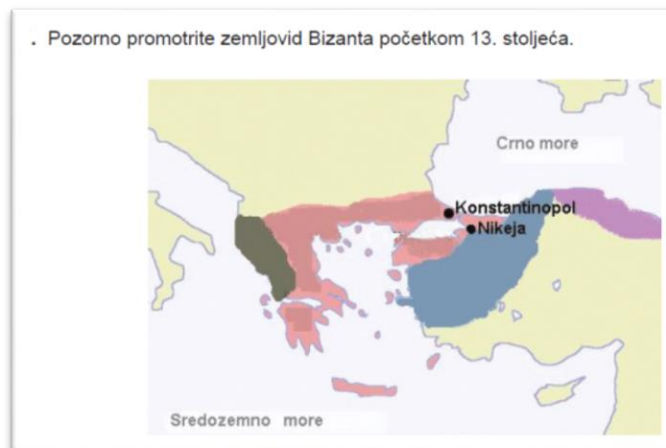 . Pozorno promotrite zemljovid Bizanta početkom 13. stoljeća.
Crno more
Konstantinopol
Nikeja
Sredozemno more